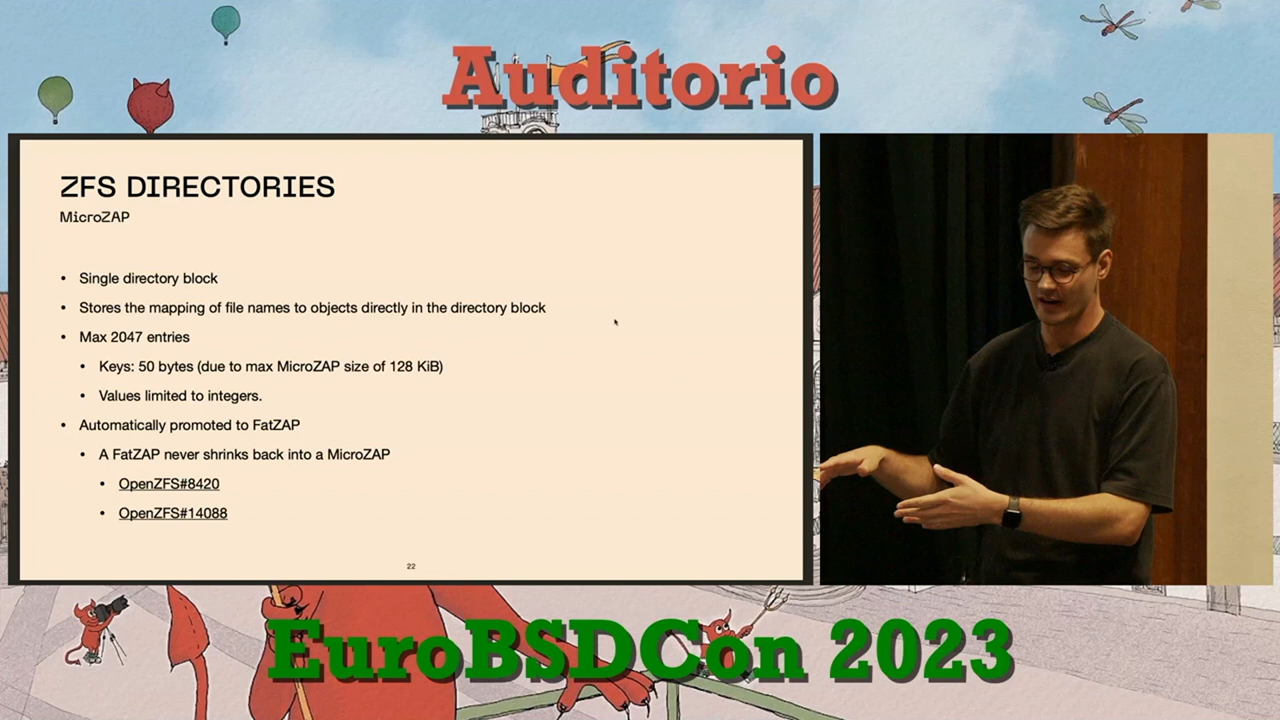 Auditorio
ZFS DIRECTORIES
MicroZAP
• Single directory block
• Stores the mapping of file names to objects directly in the directory block
• Max 2047 entries
• Keys: 50 bytes (due to max MicroZAP size of 128 KiB)
• Values limited to integers.
• Automatically promoted to FatZAP
• A FatZAP never shrinks back into a MicroZAP
• OpenZFS#8420
• OpenZFS#14088
22
EuroBSDCon 2023